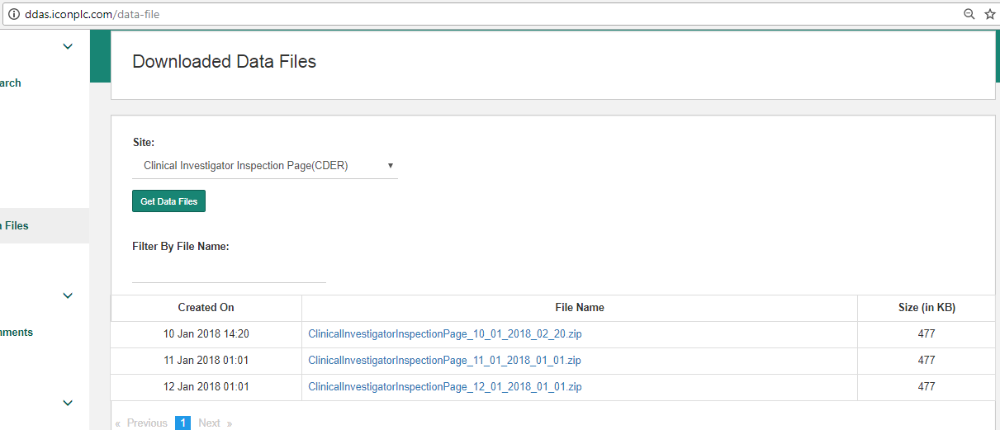 ddas.iconplc.com/data-file
Downloaded Data Files
arch
Site:
Clinical Investigator Inspection Page(CDER)
Get Data Files
Files
Filter By File Name:
Created On File Name Size (in KB)
10 Jan 2018 14:20 ClinicalInvestigatorInspectionPage_10_01_2018_02_20.zip 477
nments
11 Jan 2018 01:01 ClinicalInvestigatorInspectionPage_11_01_2018_01_01.zip 477
12 Jan 2018 01:01 ClinicalInvestigatorInspectionPage_12_01_2018_01_01.zip 477
« Previous 1 Next »